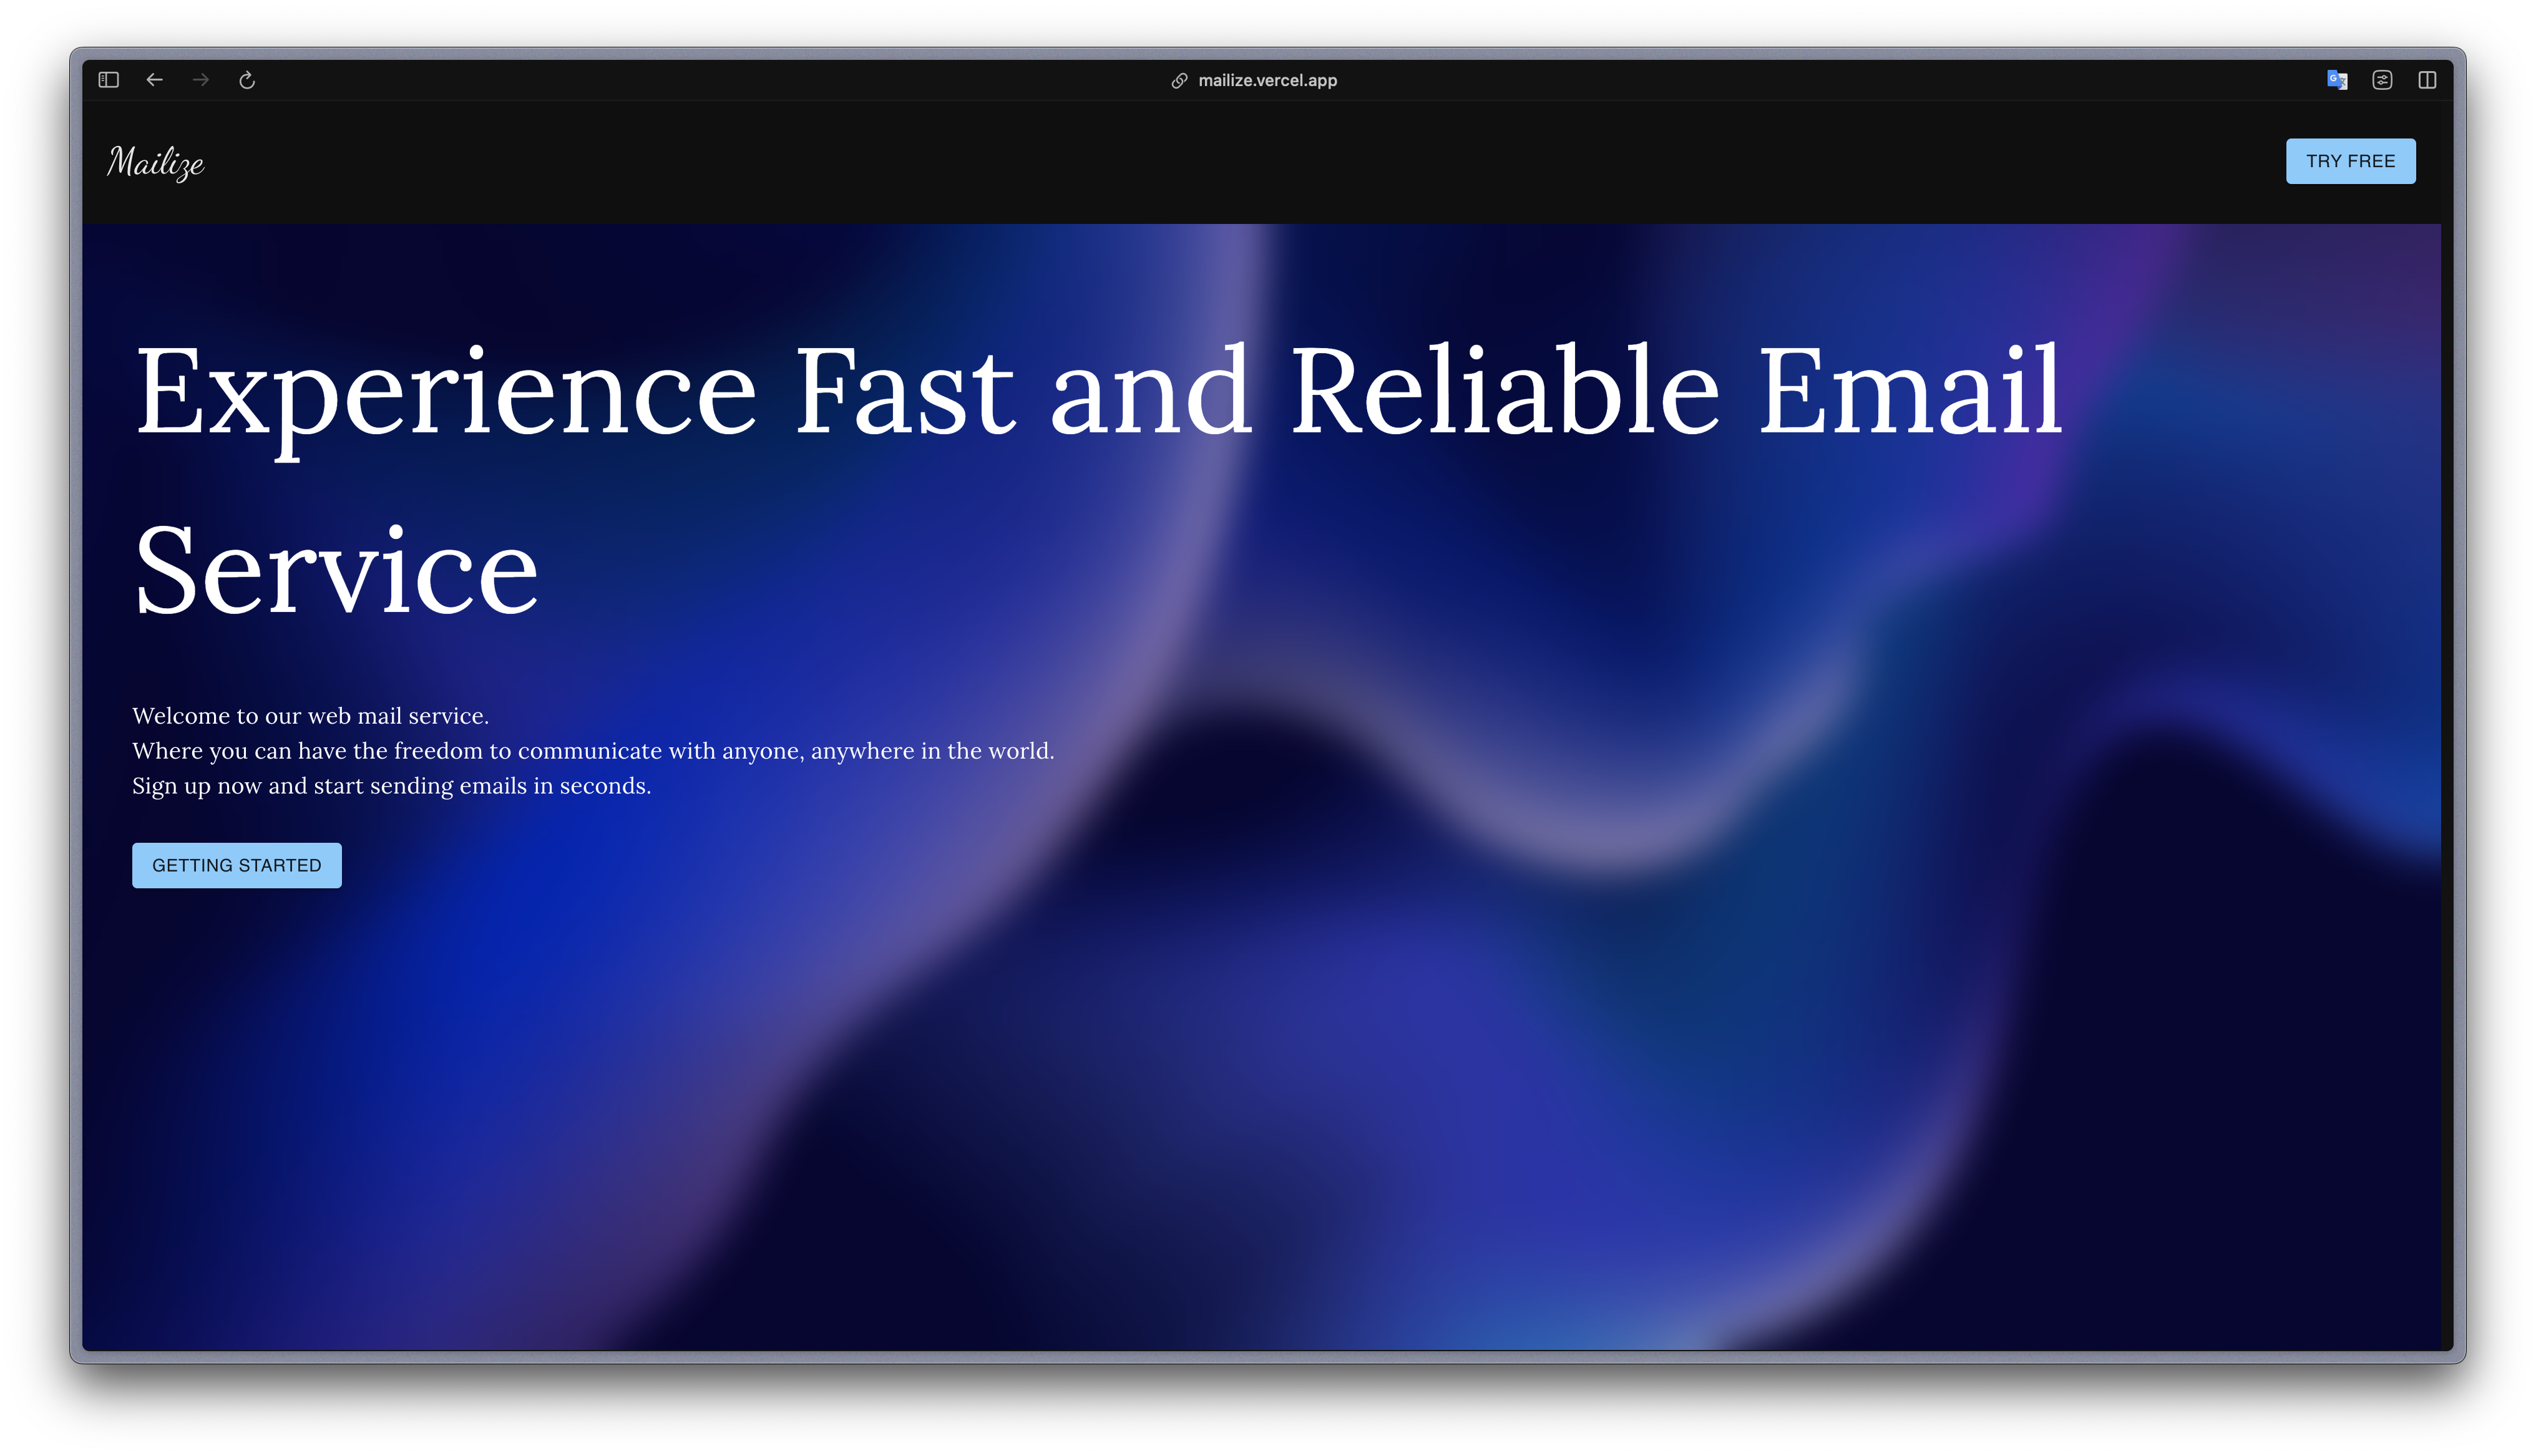 mailize.vercel.app
Mailize
TRY FREE
Experience Fast and Reliable Email
Service
Welcome to our web mail service.
Where you can have the freedom to communicate with anyone, anywhere in the world.
Sign up now and start sending emails in seconds.
GETTING STARTED